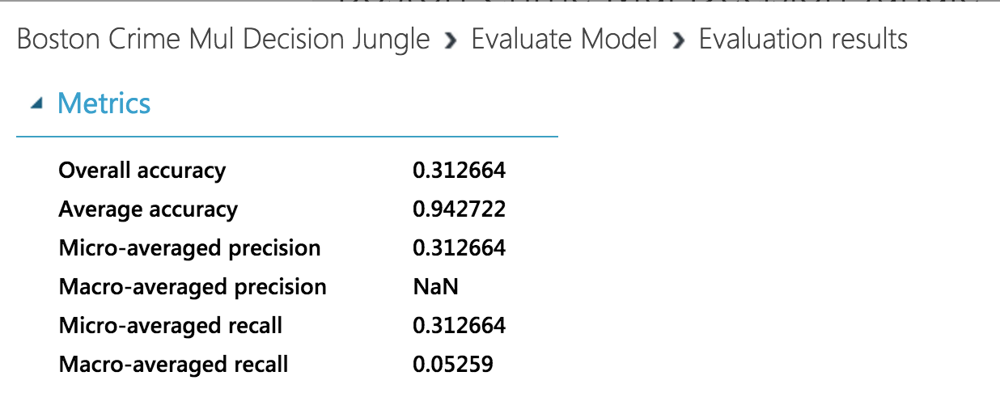 Boston Crime Mul Decision Jungle › Evaluate Model › Evaluation results
Metrics
Overall accuracy 0.312664
Average accuracy 0.942722
Micro-averaged precision 0.312664
Macro-averaged precision NaN
Micro-averaged recall 0.312664
Macro-averaged recall 0.05259